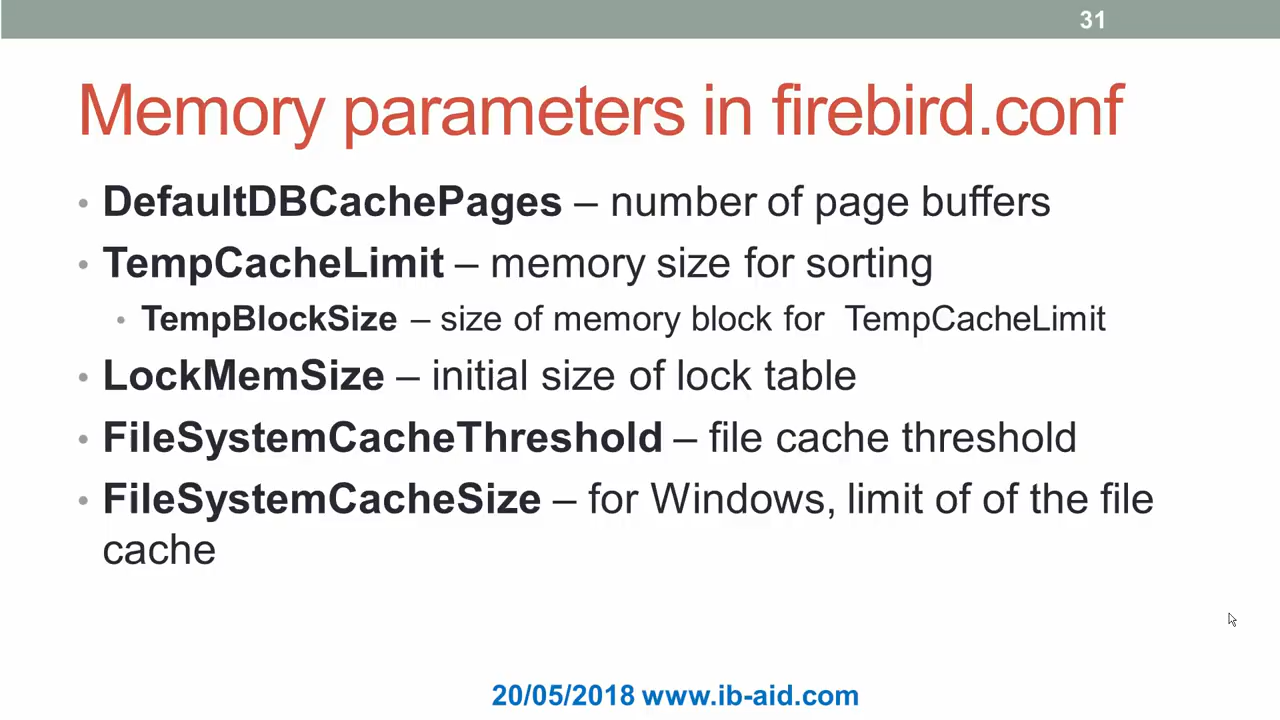 31
Memory parameters in firebird.conf
• DefaultDBCachePages – number of page buffers
• TempCacheLimit – memory size for sorting
• TempBlockSize – size of memory block for TempCacheLimit
• LockMemSize – initial size of lock table
• FileSystemCacheThreshold – file cache threshold
• FileSystemCacheSize – for Windows, limit of of the file
cache
20/05/2018 www.ib-aid.com